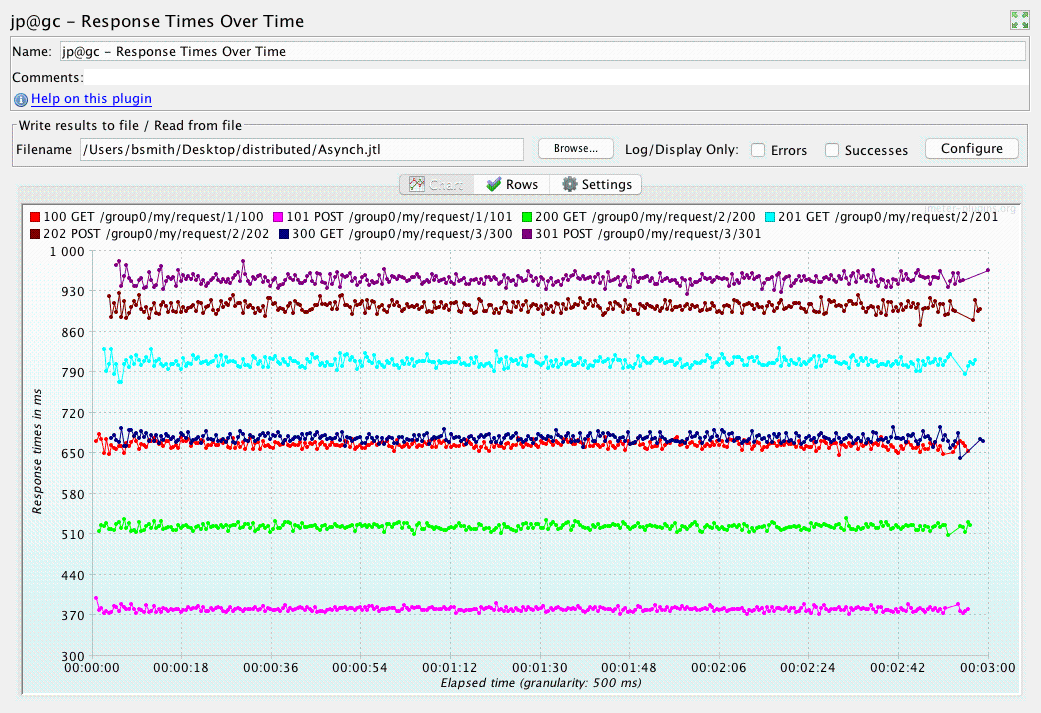 jp@gc - Response Times Over Time
Name: jp@gc - Response Times Over Time
Comments:
Help on this plugin
Write results to file / Read from file
Filename /Users/bsmith/Desktop/distributed/Asynch.jtl Browse... Log/Display Only: Errors Successes Configure
Chart Rows Settings
jmeter-plugins.org
100 GET /group0/my/request/1/100 101 POST /group0/my/request/1/101 200 GET /group0/my/request/2/200 201 GET /group0/my/request/2/201
202 POST /group0/my/request/2/202 300 GET /group0/my/request/3/300 301 POST /group0/my/request/3/301
1 000
930
860
790
720
650
580
510
440
370
300
Response times in ms
00:00:00 00:00:18 00:00:36 00:00:54 00:01:12 00:01:30 00:01:48 00:02:06 00:02:24 00:02:42 00:03:00
Elapsed time (granularity: 500 ms)